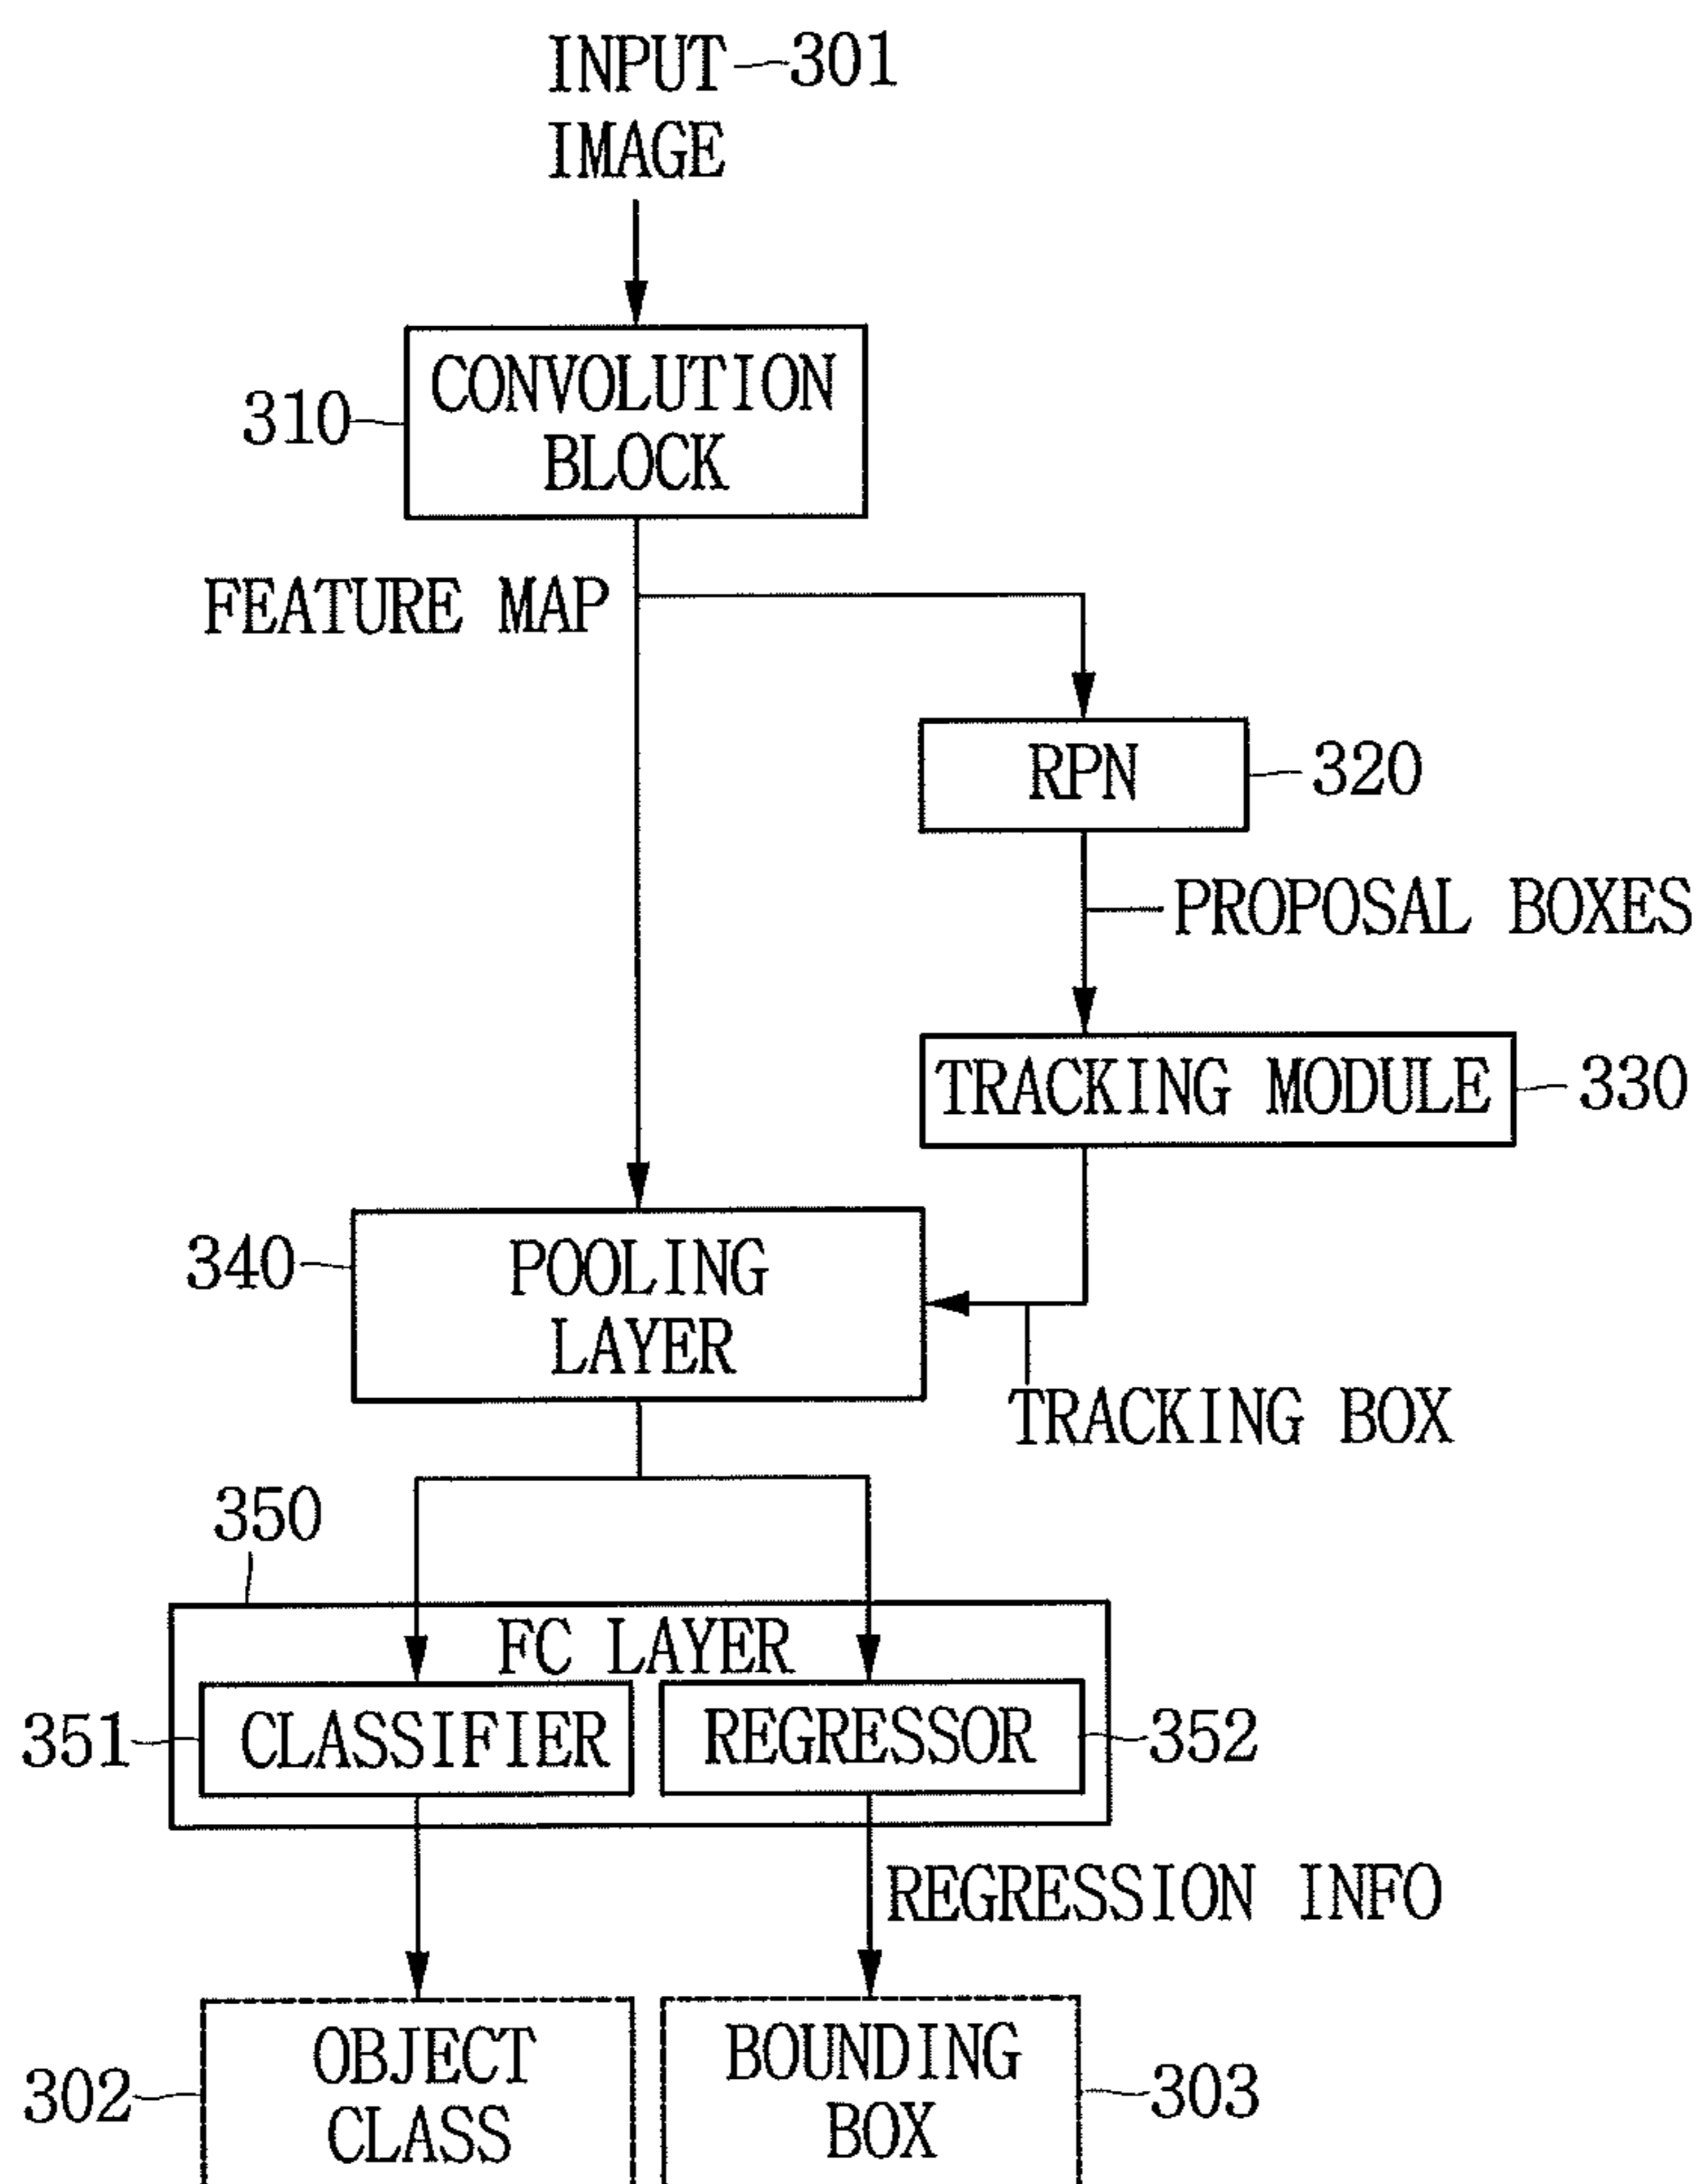 INPUT 301
IMAGE
310 CONVOLUTION
BLOCK
FEATURE MAP
RPN 320
PROPOSAL BOXES
TRACKING MODULE 330
340 POOLING
LAYER
TRACKING BOX
350
FC LAYER
351 CLASSIFIER REGRESSOR 352
REGRESSION INFO
302 OBJECT
CLASS
BOUNDING
BOX 303